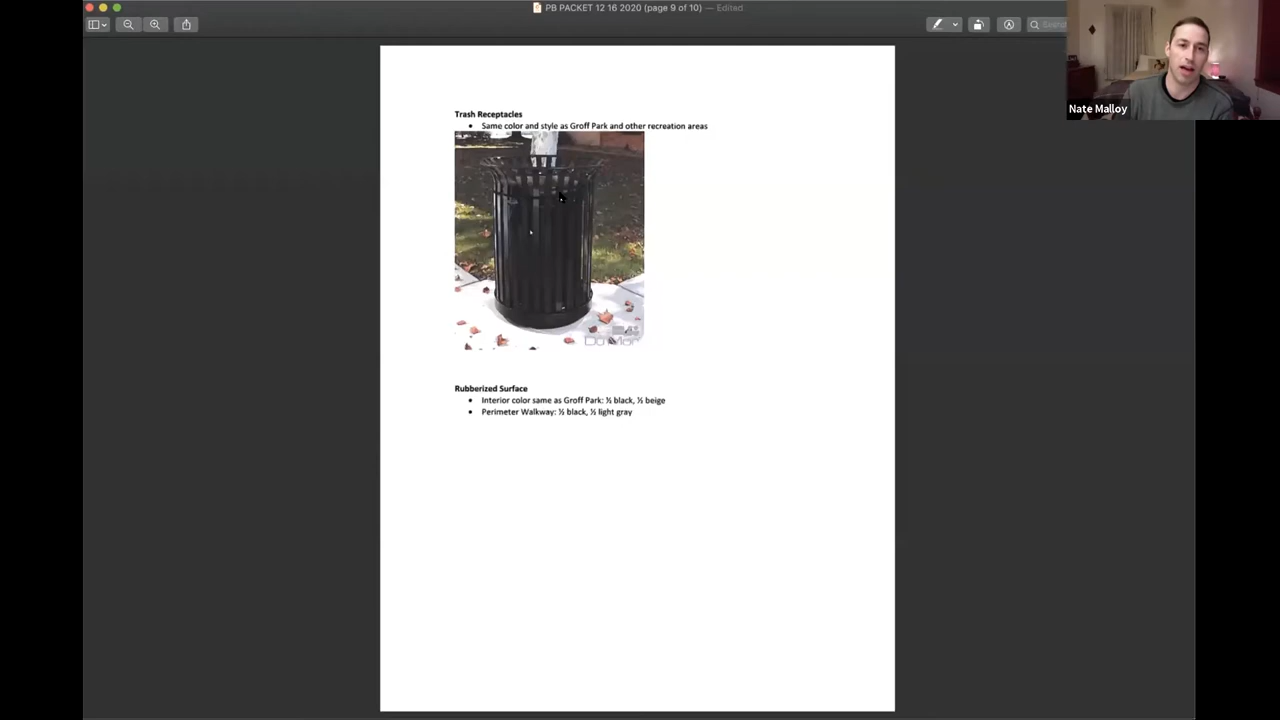 PB PACKET 12 16 2020 (page 9 of 10) — Edited
Nate Malloy
Trash Receptacles
• Same color and style as Groff Park and other recreation areas
Rubberized Surface
• Interior color same as Groff Park: ½ black, ½ beige
• Perimeter Walkway: ½ black, ½ light gray